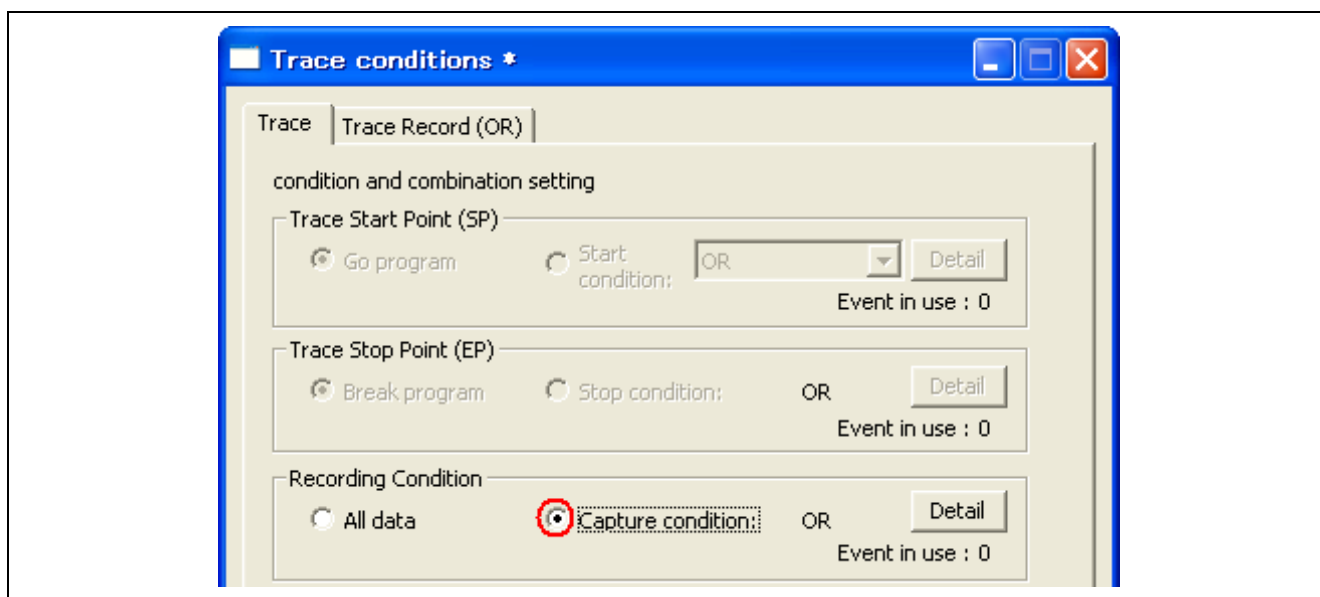 Trace conditions *
Trace
Trace Record (OR)
condition and combination setting
Trace Start Point (SP)
Go program
Start
condition:
OR
Detail
Event in use : 0
Trace Stop Point (EP)
Break program
Stop condition:
OR
Detail
Event in use : 0
Recording Condition
All data
Capture condition:
OR
Detail
Event in use : 0